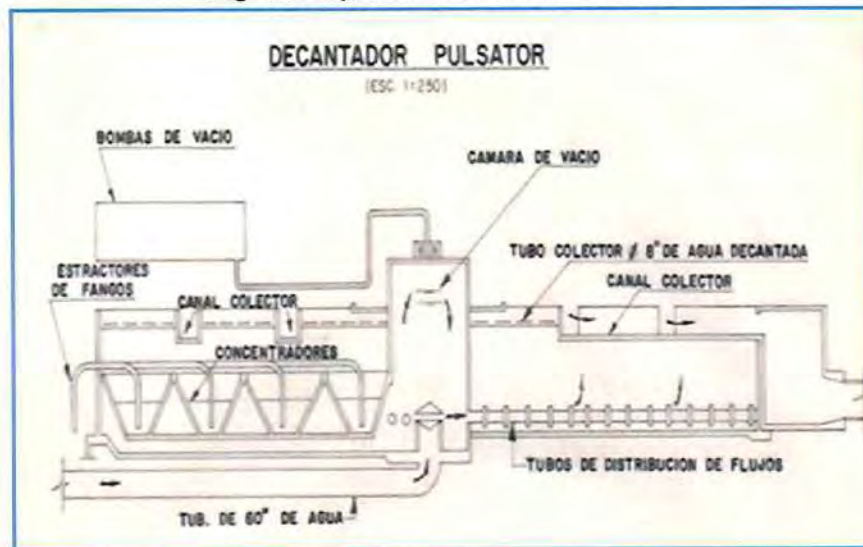 DECANTADOR PULSATOR
(ESC. 1=250)
BOMBAS DE VACIO
CAMARA DE VACIO
TUBO COLECTOR ∮ 8" DE AGUA DECANTADA
ESTRACTORES
DE FANGOS
CANAL COLECTOR
CANAL COLECTOR
CONCENTRADORES
TUBOS DE DISTRIBUCION DE FLUJOS
TUB. DE 60" DE AGUA